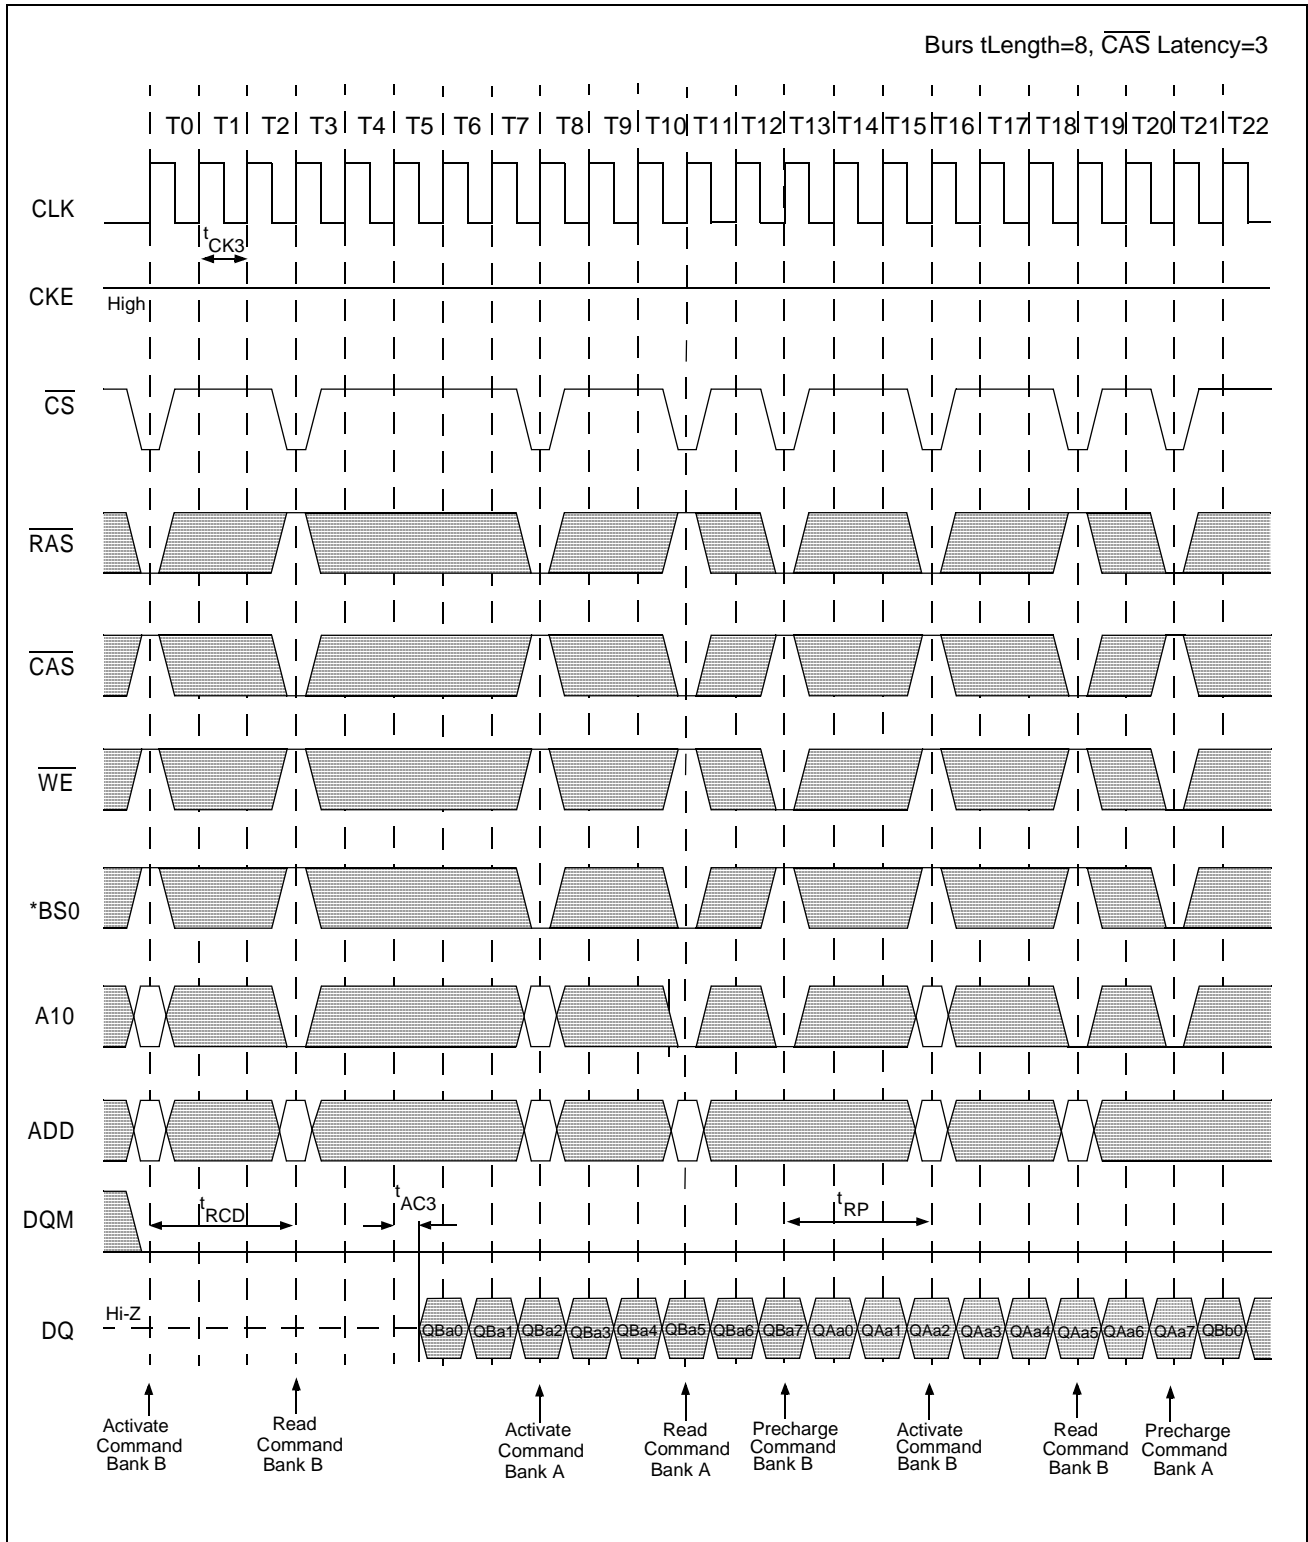 Burs tLength=8, CAS Latency=3
T0 T1 T2 T3 T4 T5 T6 T7 T8 T9 T10 T11 T12 T13 T14 T15 T16 T17 T18 T19 T20 T21 T22
CLK
tCK3
CKE
High
CS
RAS
CAS
WE
*BS0
A10
ADD
DQM
tRCD
tAC3
tRP
DQ
Hi-Z
QBa0 QBa1 QBa2 QBa3 QBa4 QBa5 QBa6 QBa7 QAa0 QAa1 QAa2 QAa3 QAa4 QAa5 QAa6 QAa7 QBb0
Activate
Command
Bank B
Read
Command
Bank B
Activate
Command
Bank A
Read
Command
Bank A
Precharge
Command
Bank B
Activate
Command
Bank B
Read
Command
Bank B
Precharge
Command
Bank A